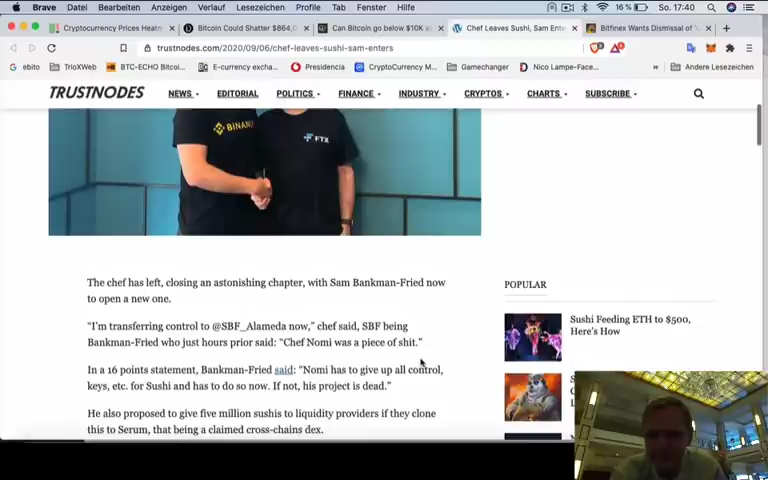 Brave Datei Bearbeiten Anzeigen Verlauf Lesezeichen Profile Tab Fenster Hilfe 16 % So. 17:40
Cryptocurrency Prices Heatm
Bitcoin Could Shatter $864,0
Can Bitcoin go below $10K a
Chef Leaves Sushi, Sam Ente
Bitfinex Wants Dismissal of
trustnodes.com/2020/09/06/chef-leaves-sushi-sam-enters
ebito TrioXWeb BTC-ECHO Bitcoi... E-currency excha... Presidencia CryptoCurrency M... Gamechanger Nico Lampe-Face... » Andere Lesezeichen
TRUSTNODES NEWS EDITORIAL POLITICS FINANCE INDUSTRY CRYPTOS CHARTS SUBSCRIBE
BINAN
FTX
The chef has left, closing an astonishing chapter, with Sam Bankman-Fried now
to open a new one.
"I'm transferring control to @SBF_Alameda now," chef said, SBF being
Bankman-Fried who just hours prior said: "Chef Nomi was a piece of shit."
In a 16 points statement, Bankman-Fried said: "Nomi has to give up all control,
keys, etc. for Sushi and has to do so now. If not, his project is dead."
He also proposed to give five million sushis to liquidity providers if they clone
this to Serum, that being a claimed cross-chains dex.
POPULAR
Sushi Feeding ETH to $500,
Here's How